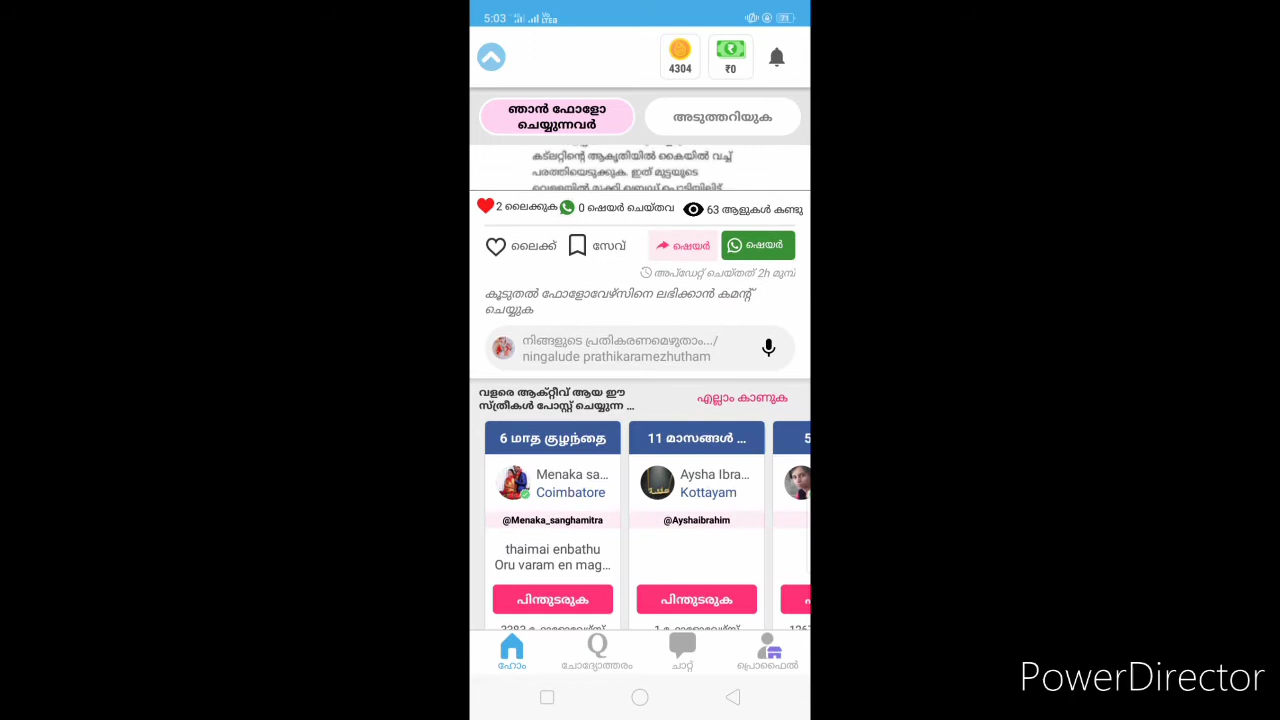 5:03
71
4304
₹0
ഞാൻ ഫോളോ
ചെയ്യുന്നവർ
അടുത്തറിയുക
കട്ലറ്റിന്റെ ആകൃതിയിൽ കൈയിൽ വച്ച്
പരത്തിയെടുക്കുക. ഇത് മുട്ടയുടെ
2 ലൈക്കുക
0 ഷെയർ ചെയ്തവ
63 ആളുകൾ കണ്ടു
ലൈക്ക്
സേവ്
ഷെയർ
ഷെയർ
അപ്ഡേറ്റ് ചെയ്തത് 2h മുമ്പ്
കൂടുതൽ ഫോളോവേഴ്സിനെ ലഭിക്കാൻ കമന്റ്
ചെയ്യുക
നിങ്ങളുടെ പ്രതികരണമെഴുതാം.../
ningalude prathikaramezhutham
വളരെ ആക്റ്റീവ് ആയ ഈ
സ്ത്രീകൾ പോസ്റ്റ് ചെയ്യുന്ന ...
എല്ലാം കാണുക
6 மாத குழந்தை
11 മാസങ്ങൾ ...
5
Menaka sa...
Coimbatore
Aysha Ibra...
Kottayam
@Menaka_sanghamitra
@Ayshaibrahim
thaimai enbathu
Oru varam en mag...
പിന്തുടരുക
പിന്തുടരുക
ഹോം
ചോദ്യോത്തരം
ചാറ്റ്
പ്രൊഫൈൽ
PowerDirector